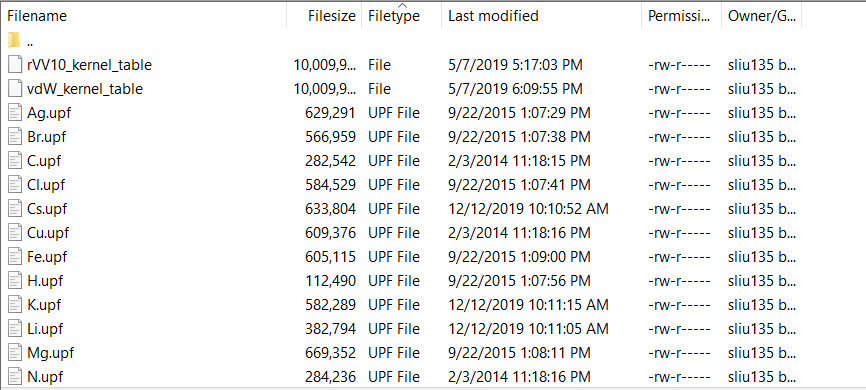 Filename Filesize Filetype Last modified Permissi... Owner/G...
..
rVV10_kernel_table 10,009,9... File 5/7/2019 5:17:03 PM -rw-r----- sliu135 b...
vdW_kernel_table 10,009,9... File 5/7/2019 6:09:55 PM -rw-r----- sliu135 b...
Ag.upf 629,291 UPF File 9/22/2015 1:07:29 PM -rw-r----- sliu135 b...
Br.upf 566,959 UPF File 9/22/2015 1:07:38 PM -rw-r----- sliu135 b...
C.upf 282,542 UPF File 2/3/2014 11:18:15 PM -rw-r----- sliu135 b...
Cl.upf 584,529 UPF File 9/22/2015 1:07:41 PM -rw-r----- sliu135 b...
Cs.upf 633,804 UPF File 12/12/2019 10:10:52 AM -rw-r----- sliu135 b...
Cu.upf 609,376 UPF File 2/3/2014 11:18:16 PM -rw-r----- sliu135 b...
Fe.upf 605,115 UPF File 9/22/2015 1:09:00 PM -rw-r----- sliu135 b...
H.upf 112,490 UPF File 9/22/2015 1:07:56 PM -rw-r----- sliu135 b...
K.upf 582,289 UPF File 12/12/2019 10:11:15 AM -rw-r----- sliu135 b...
Li.upf 382,794 UPF File 12/12/2019 10:11:05 AM -rw-r----- sliu135 b...
Mg.upf 669,352 UPF File 9/22/2015 1:08:11 PM -rw-r----- sliu135 b...
N.upf 284,236 UPF File 2/3/2014 11:18:16 PM -rw-r----- sliu135 b...